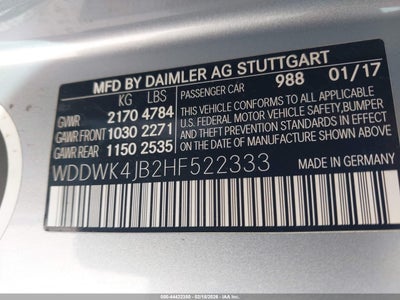 MFD BY DAIMLER AG STUTTGART
KG LBS
PASSENGER CAR 988 01/17
GVWR 2170 4784
GAWR FRONT 1030 2271
GAWR REAR 1150 2535
THIS VEHICLE CONFORMS TO ALL APPLICABLE
U.S. FEDERAL MOTOR VEHICLE SAFETY, BUMPER
AND THEFT PREVENTION STANDARDS IN EFFECT
ON THE DATE OF MANUFACTURE SHOWN ABOVE.
WDDWK4JB2HF522333
MADE IN GERMANY